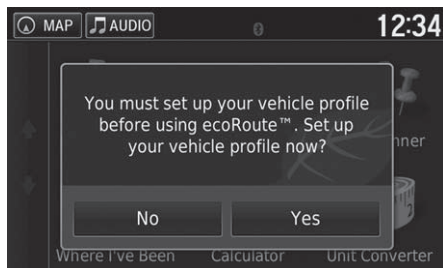 MAP AUDIO 12:34
You must set up your vehicle profile
before using ecoRoute™. Set up
your vehicle profile now?
No Yes
Where I've Been Calculator Unit Converter